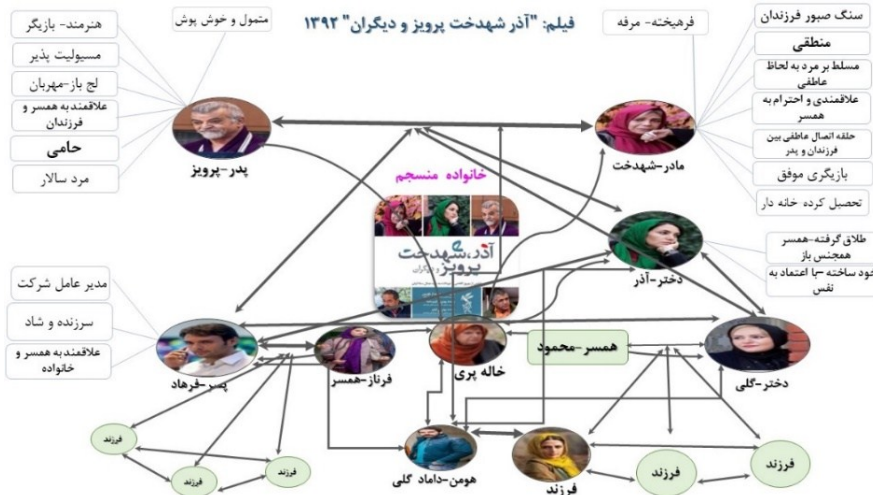 فیلم: "آذر شهدخت پرویز و دیگران" ۱۳۹۲
متمول و خوش پوش
هنرمند- بازیگر
مسیولیت پذیر
لج باز-مهربان
علاقمند به همسر و
فرزندان
حامی
مرد سالار
پدر-پرویز
فرهیخته- مرفه
سنگ صبور فرزندان
منطقی
مسلط بر مرد به لحاظ
عاطفی
علاقمندی و احترام به
همسر
حلقه اتصال عاطفی بین
فرزندان و پدر
بازیگری موفق
تحصیل کرده خانه دار
مادر-شهدخت
خانواده منسجم
آذر، شهدخت
پرویز و دیگران
دختر-آذر
طلاق گرفته-همسر
همجنس باز
خود ساخته –با اعتماد به
نفس
مدیر عامل شرکت
سرزنده و شاد
علاقمند به همسر و
خانواده
پسر-فرهاد
فرناز-همسر
خاله پری
همسر-محمود
دختر-گلی
فرزند
فرزند
فرزند
هومن-داماد گلی
فرزند
فرزند
فرزند